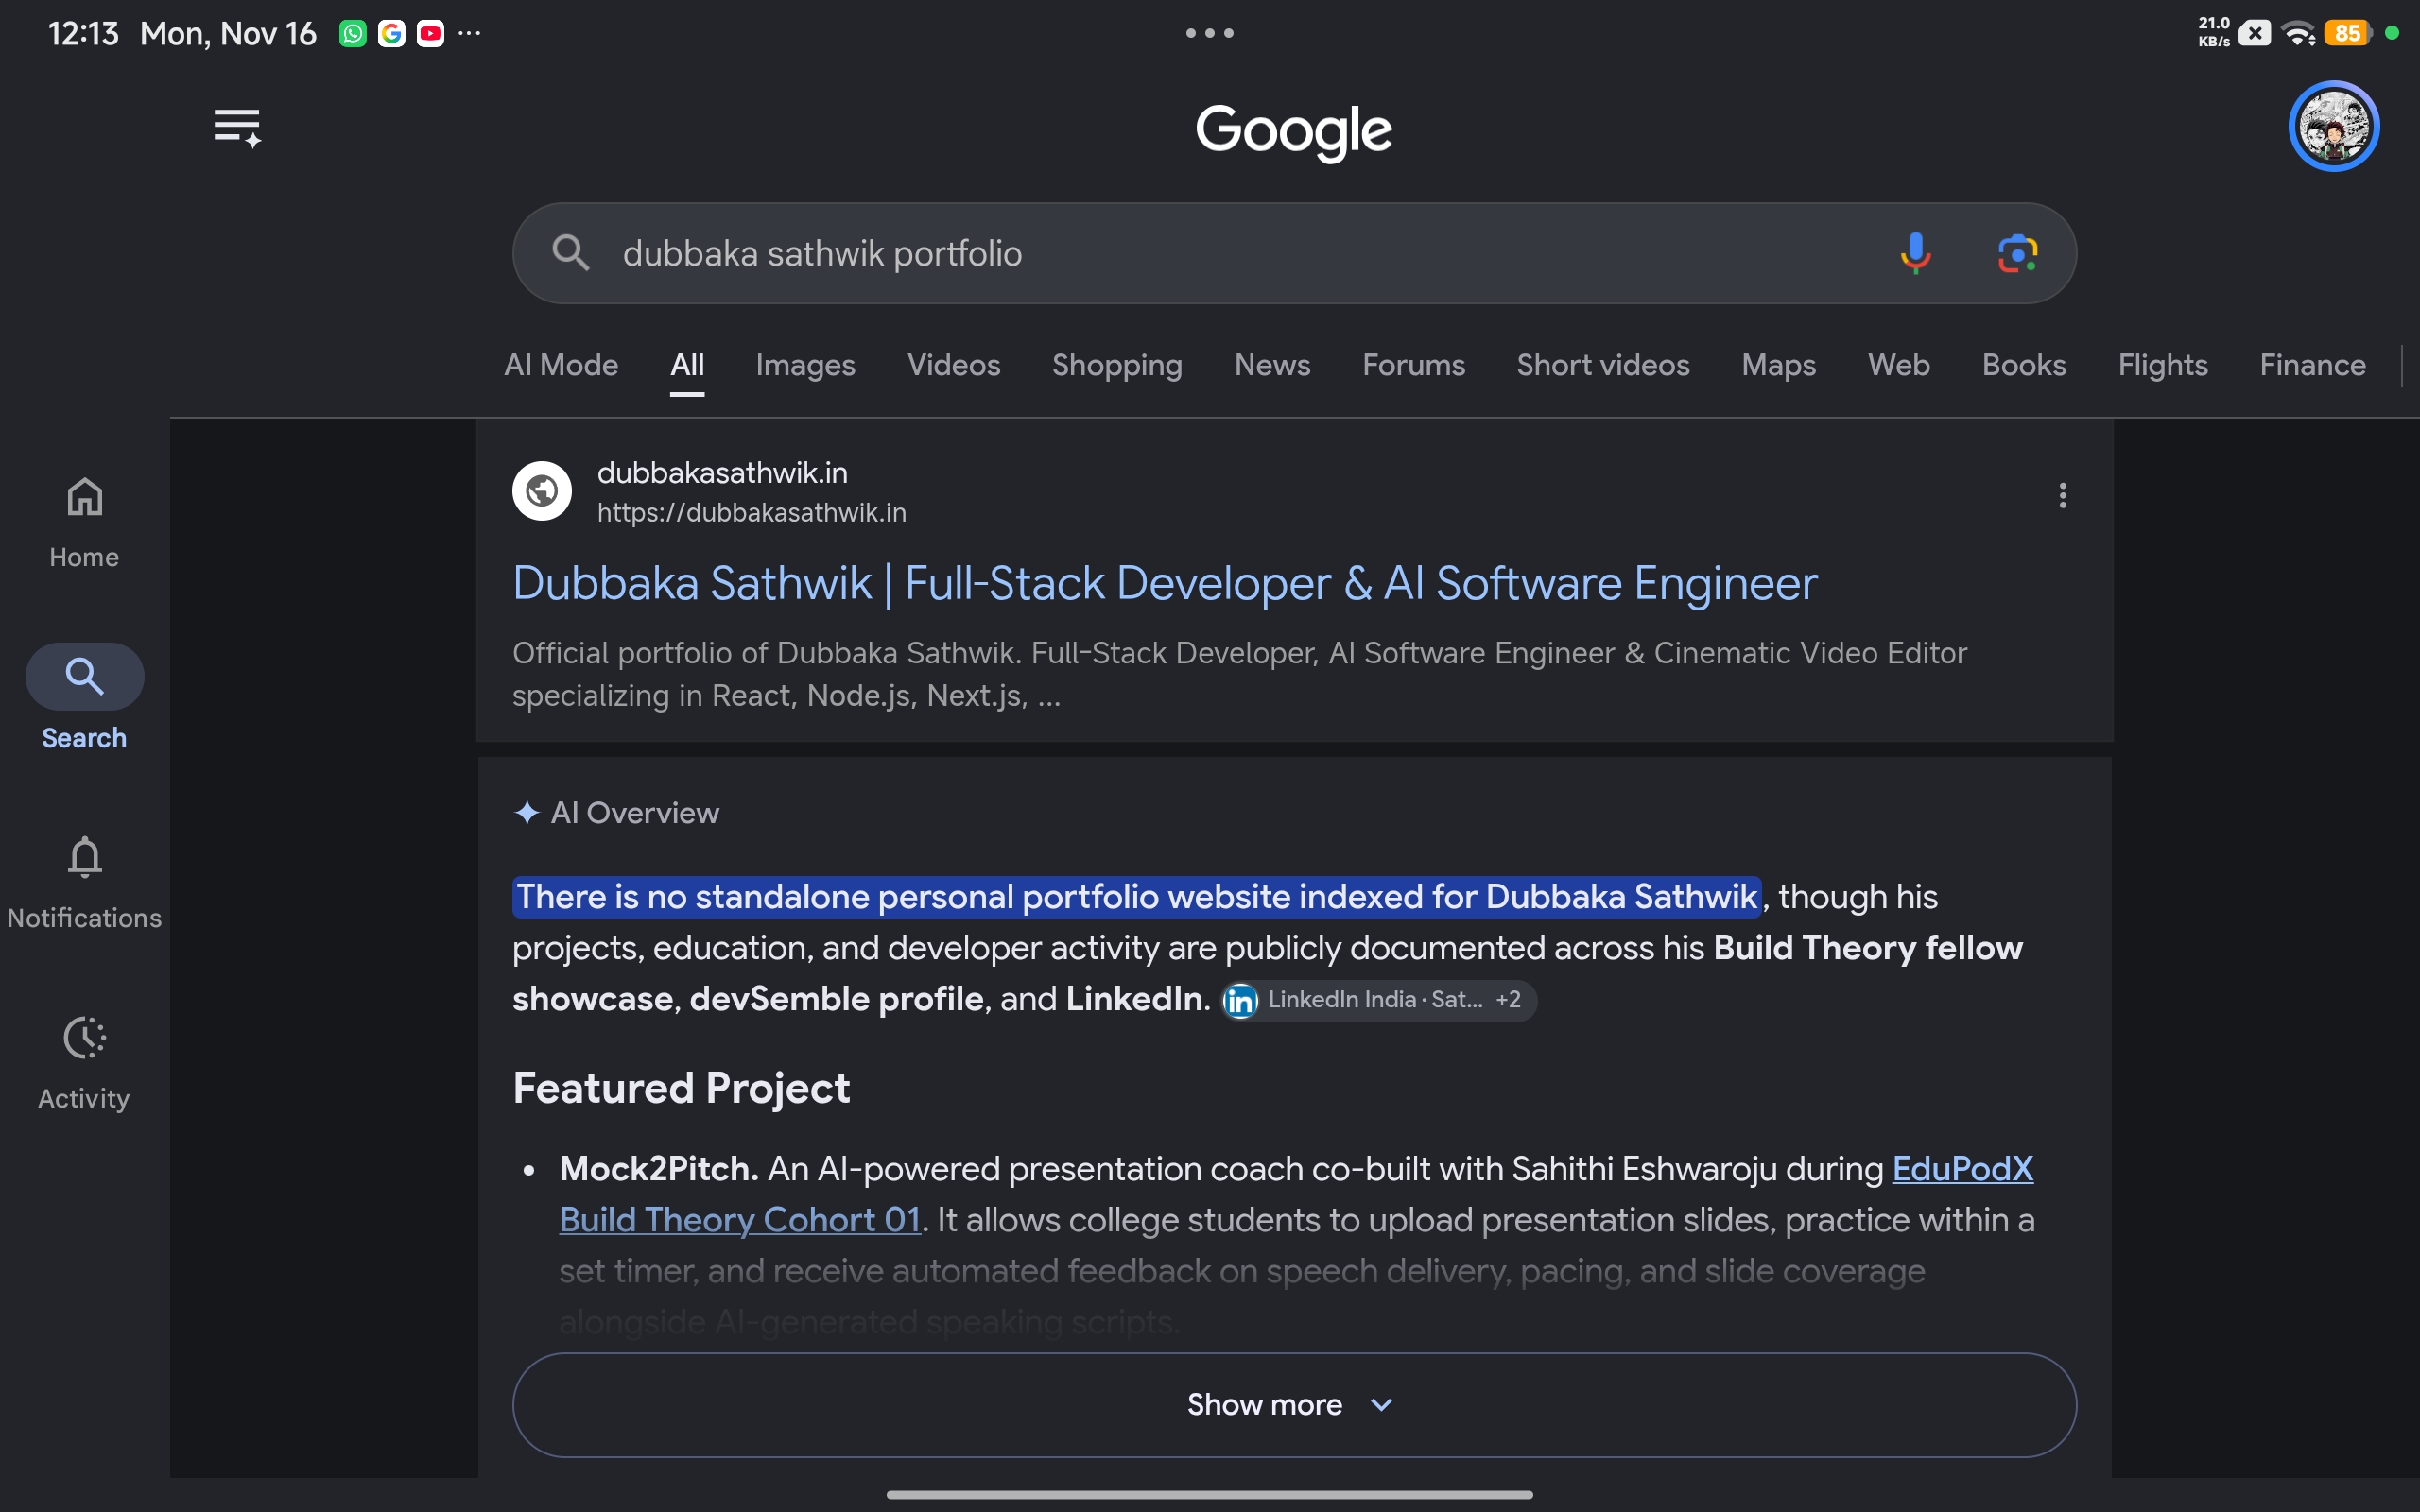 12:13 Mon, Nov 16
21.0 KB/s 85
Google
dubbaka sathwik portfolio
AI Mode All Images Videos Shopping News Forums Short videos Maps Web Books Flights Finance
Home
Search
Notifications
Activity
dubbakasathwik.in
https://dubbakasathwik.in
Dubbaka Sathwik | Full-Stack Developer & AI Software Engineer
Official portfolio of Dubbaka Sathwik. Full-Stack Developer, AI Software Engineer & Cinematic Video Editor
specializing in React, Node.js, Next.js, ...
AI Overview
There is no standalone personal portfolio website indexed for Dubbaka Sathwik, though his
projects, education, and developer activity are publicly documented across his Build Theory fellow
showcase, devSemble profile, and LinkedIn. in LinkedIn India · Sat... +2
Featured Project
• Mock2Pitch. An AI-powered presentation coach co-built with Sahithi Eshwaroju during EduPodX
Build Theory Cohort 01. It allows college students to upload presentation slides, practice within a
set timer, and receive automated feedback on speech delivery, pacing, and slide coverage
alongside AI-generated speaking scripts.
Show more